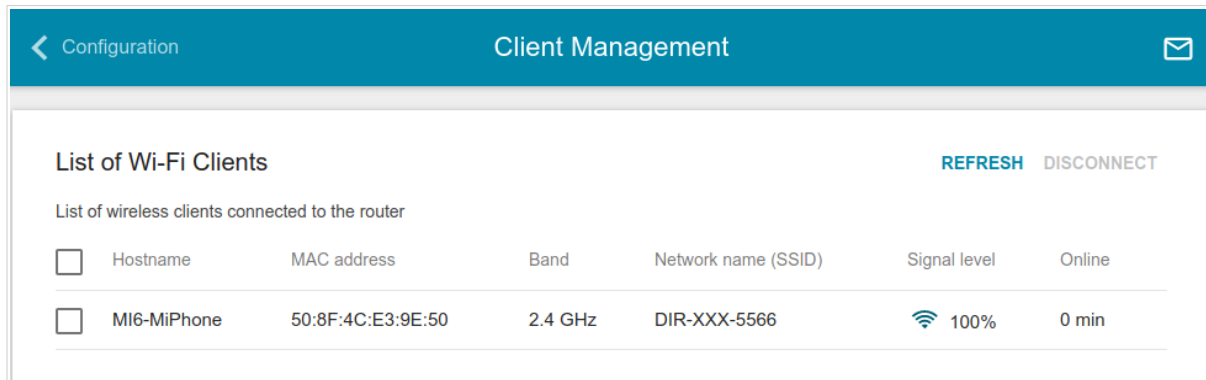 Configuration Client Management
List of Wi-Fi Clients REFRESH DISCONNECT
List of wireless clients connected to the router
Hostname MAC address Band Network name (SSID) Signal level Online
MI6-MiPhone 50:8F:4C:E3:9E:50 2.4 GHz DIR-XXX-5566 100% 0 min